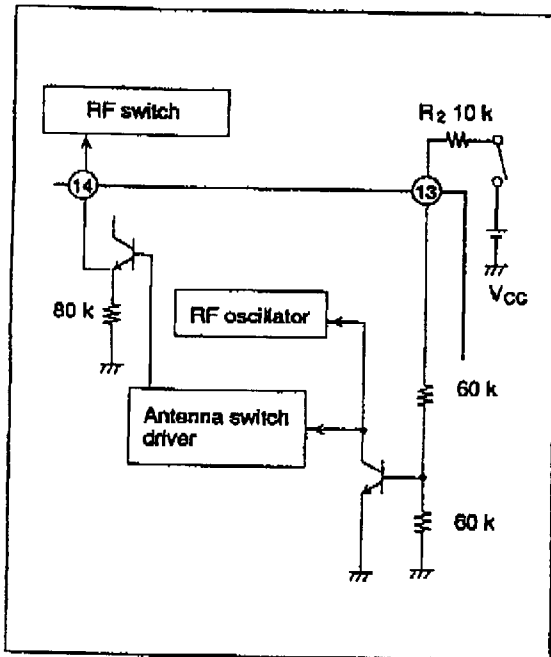 RF switch
R2 10 k
14
13
VCC
80 k
RF oscillator
60 k
Antenna switch
driver
60 k